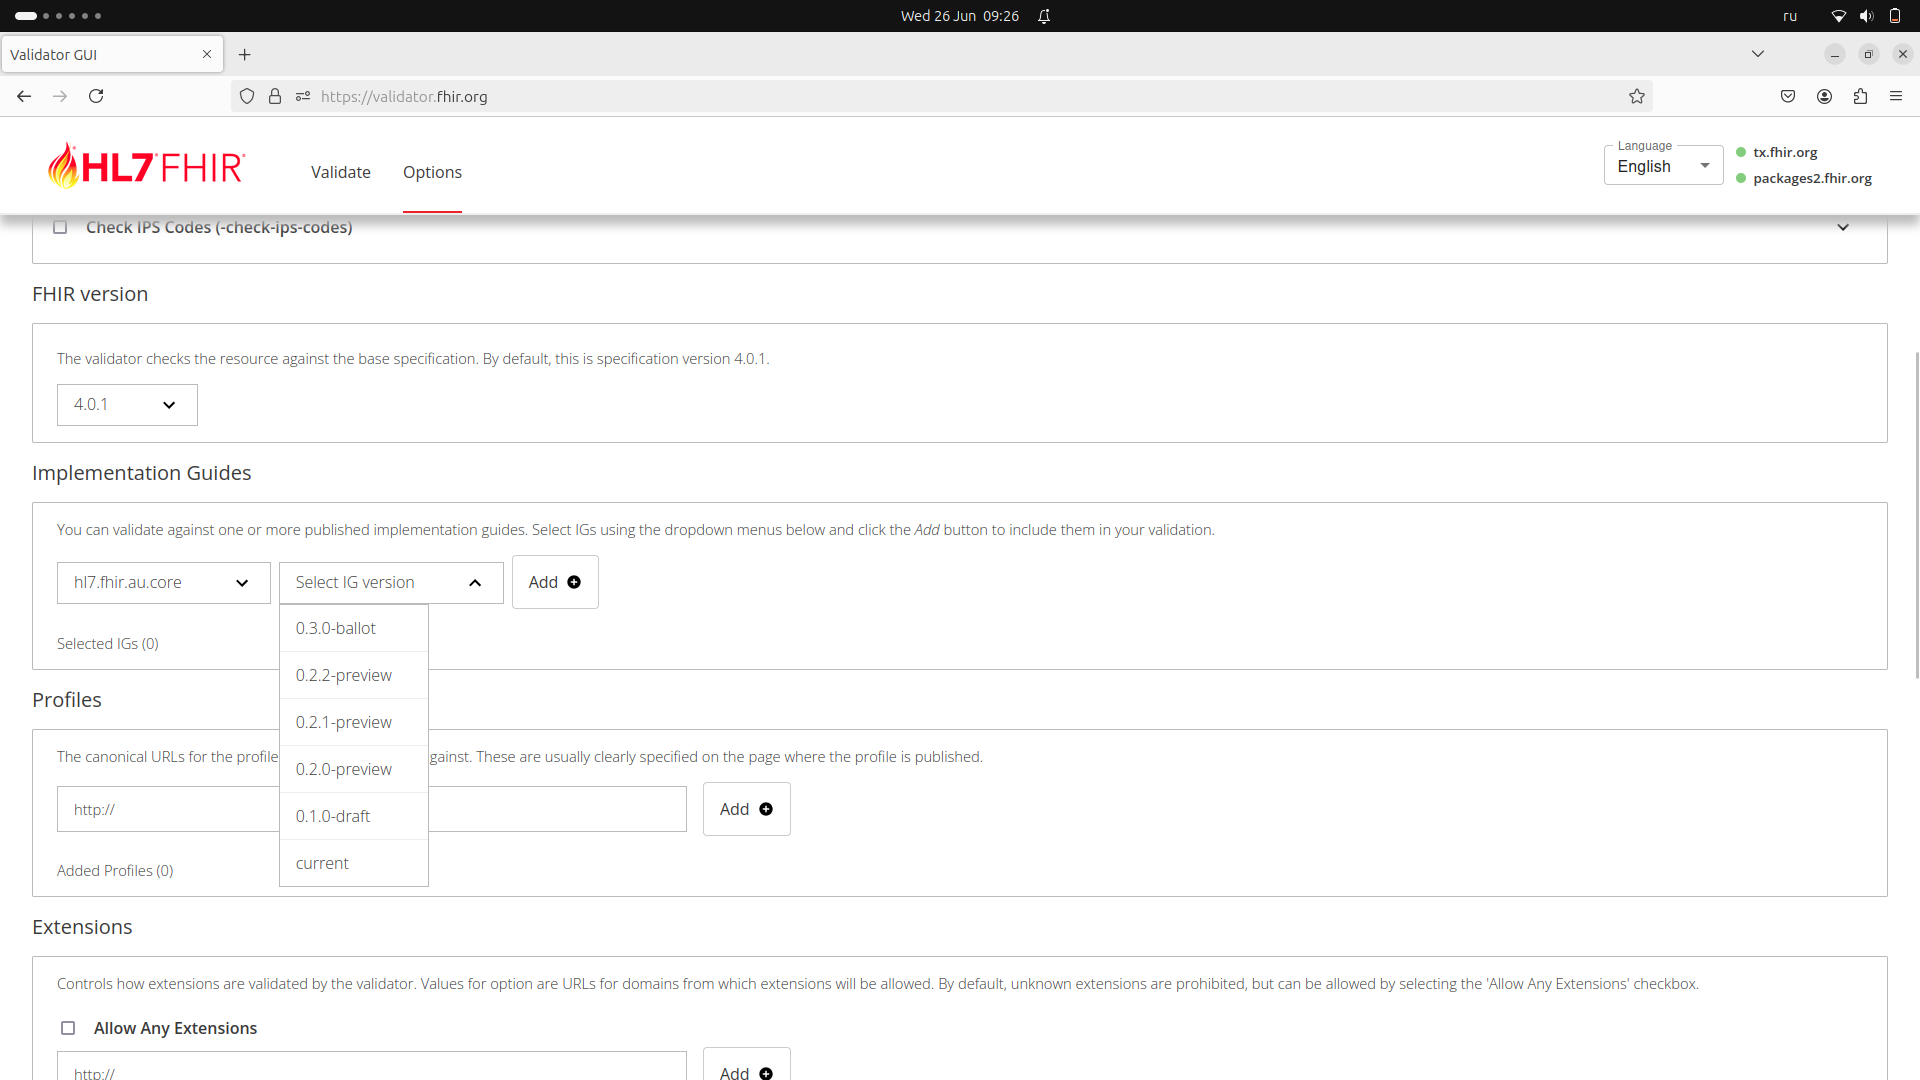 Wed 26 Jun 09:26
ru
Validator GUI
https://validator.fhir.org
HL7 FHIR
Validate
Options
Language
English
tx.fhir.org
packages2.fhir.org
Check IPS Codes (-check-ips-codes)
FHIR version
The validator checks the resource against the base specification. By default, this is specification version 4.0.1.
4.0.1
Implementation Guides
You can validate against one or more published implementation guides. Select IGs using the dropdown menus below and click the Add button to include them in your validation.
hl7.fhir.au.core
Select IG version
Add
0.3.0-ballot
0.2.2-preview
0.2.1-preview
0.2.0-preview
0.1.0-draft
current
Selected IGs (0)
Profiles
The canonical URLs for the profile gainst. These are usually clearly specified on the page where the profile is published.
http://
Add
Added Profiles (0)
Extensions
Controls how extensions are validated by the validator. Values for option are URLs for domains from which extensions will be allowed. By default, unknown extensions are prohibited, but can be allowed by selecting the 'Allow Any Extensions' checkbox.
Allow Any Extensions
http://
Add